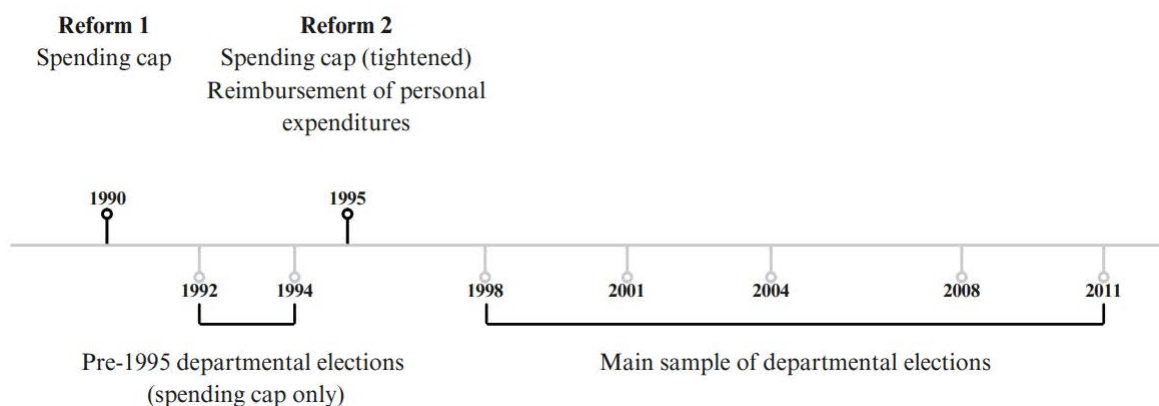 Reform 1
Spending cap
Reform 2
Spending cap (tightened)
Reimbursement of personal
expenditures
1990
1995
1992
1994
1998
2001
2004
2008
2011
Pre-1995 departmental elections
(spending cap only)
Main sample of departmental elections